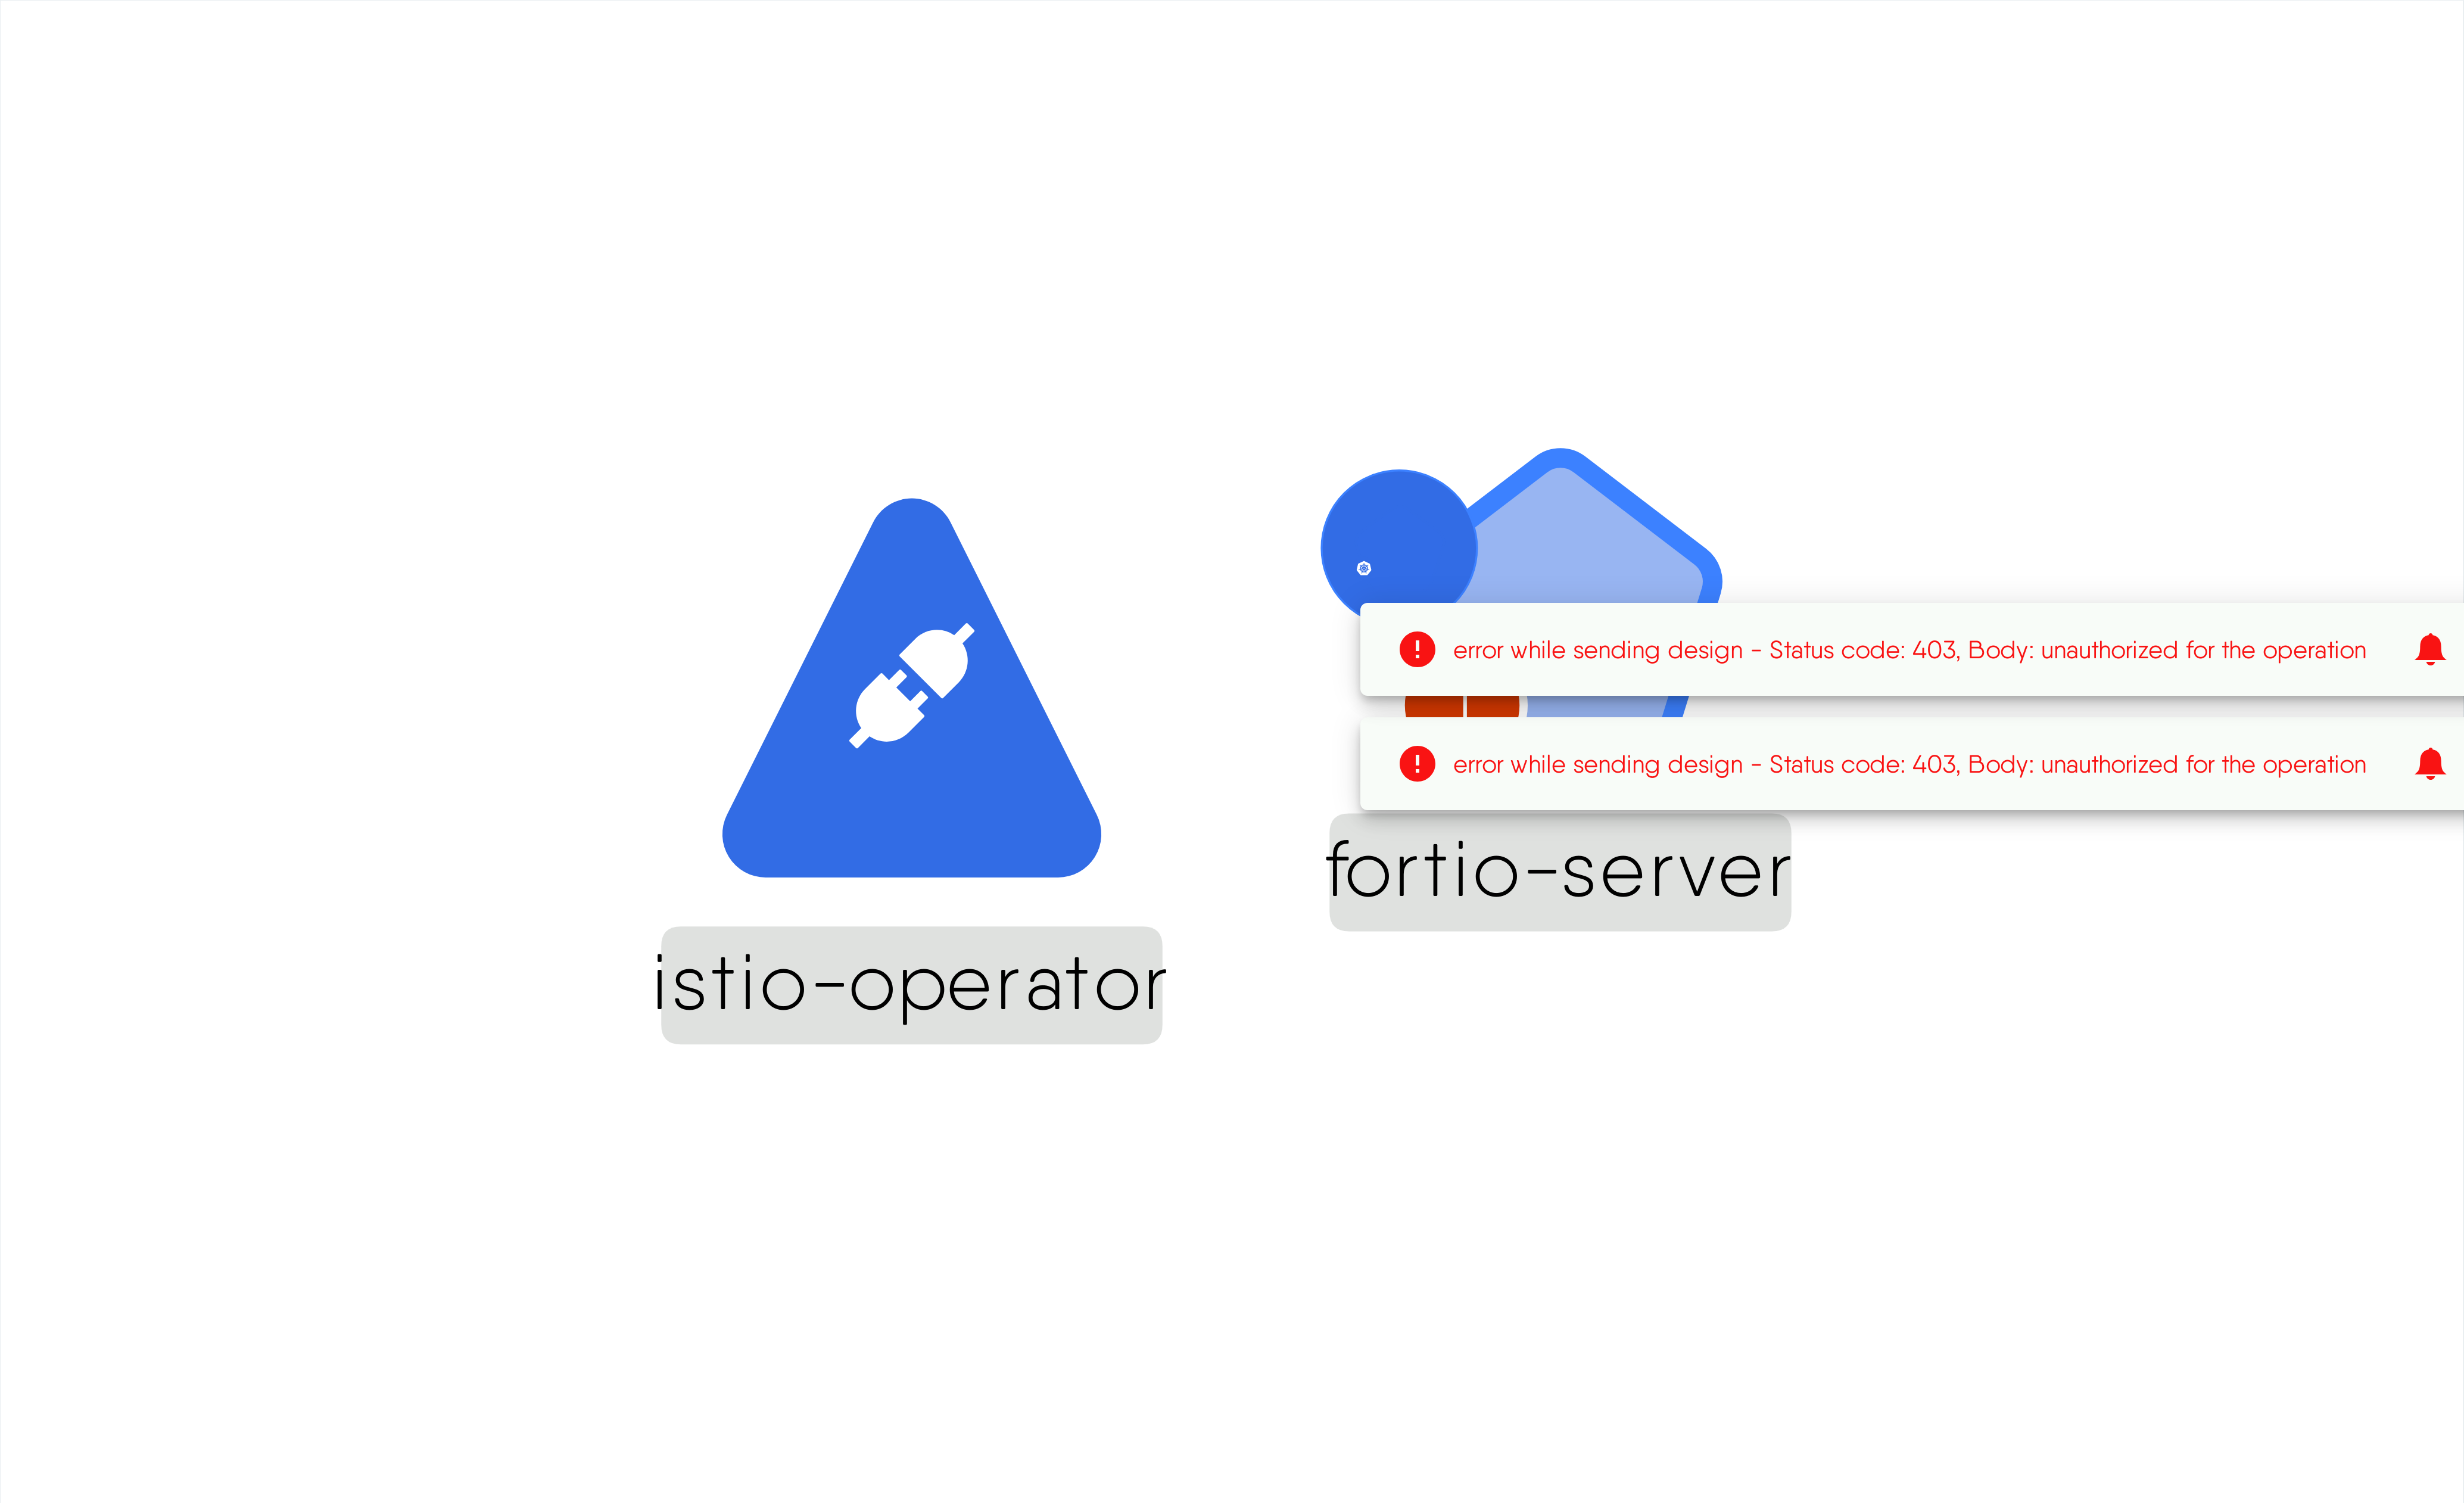 error while sending design - Status code: 403, Body: unauthorized for the operation
error while sending design - Status code: 403, Body: unauthorized for the operation
fortio-server
istio-operator